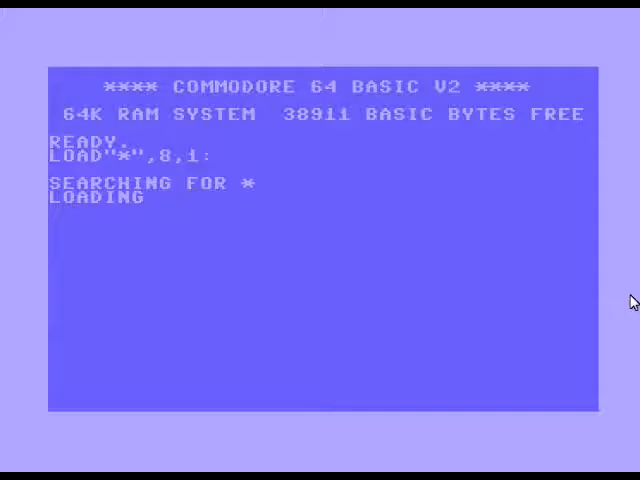 **** COMMODORE 64 BASIC V2 ****
64K RAM SYSTEM  38911 BASIC BYTES FREE
READY.
LOAD"*",8,1:
SEARCHING FOR *
LOADING